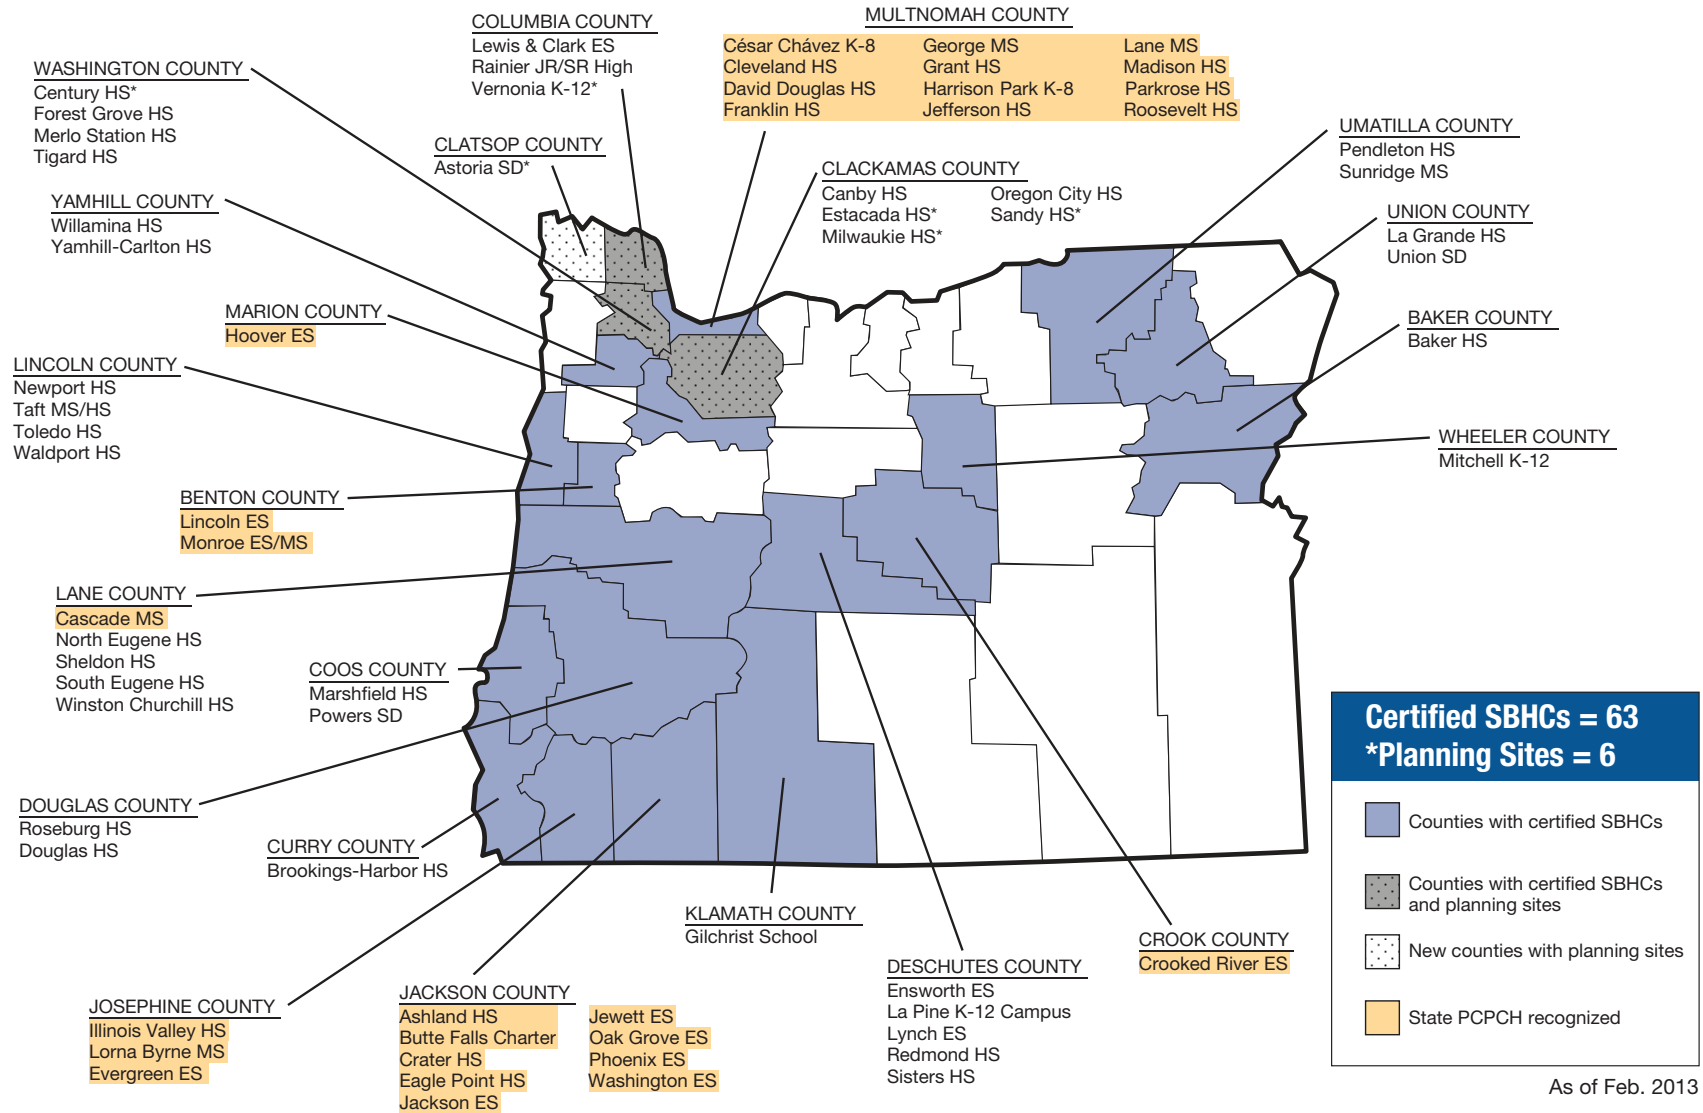 COLUMBIA COUNTY
Lewis & Clark ES
Rainier JR/SR High
Vernonia K-12*
MULTNOMAH COUNTY
César Chávez K-8
Cleveland HS
David Douglas HS
Franklin HS
George MS
Grant HS
Harrison Park K-8
Jefferson HS
Lane MS
Madison HS
Parkrose HS
Roosevelt HS
WASHINGTON COUNTY
Century HS*
Forest Grove HS
Merlo Station HS
Tigard HS
CLATSOP COUNTY
Astoria SD*
CLACKAMAS COUNTY
Canby HS
Estacada HS*
Milwaukie HS*
Oregon City HS
Sandy HS*
UMATILLA COUNTY
Pendleton HS
Sunridge MS
YAMHILL COUNTY
Willamina HS
Yamhill-Carlton HS
UNION COUNTY
La Grande HS
Union SD
MARION COUNTY
Hoover ES
BAKER COUNTY
Baker HS
LINCOLN COUNTY
Newport HS
Taft MS/HS
Toledo HS
Waldport HS
WHEELER COUNTY
Mitchell K-12
BENTON COUNTY
Lincoln ES
Monroe ES/MS
LANE COUNTY
Cascade MS
North Eugene HS
Sheldon HS
South Eugene HS
Winston Churchill HS
COOS COUNTY
Marshfield HS
Powers SD
DOUGLAS COUNTY
Roseburg HS
Douglas HS
CURRY COUNTY
Brookings-Harbor HS
KLAMATH COUNTY
Gilchrist School
CROOK COUNTY
Crooked River ES
DESCHUTES COUNTY
Ensworth ES
La Pine K-12 Campus
Lynch ES
Redmond HS
Sisters HS
JOSEPHINE COUNTY
Illinois Valley HS
Lorna Byrne MS
Evergreen ES
JACKSON COUNTY
Ashland HS
Butte Falls Charter
Crater HS
Eagle Point HS
Jackson ES
Jewett ES
Oak Grove ES
Phoenix ES
Washington ES
Certified SBHCs = 63
*Planning Sites = 6
Counties with certified SBHCs
Counties with certified SBHCs
and planning sites
New counties with planning sites
State PCPCH recognized
As of Feb. 2013